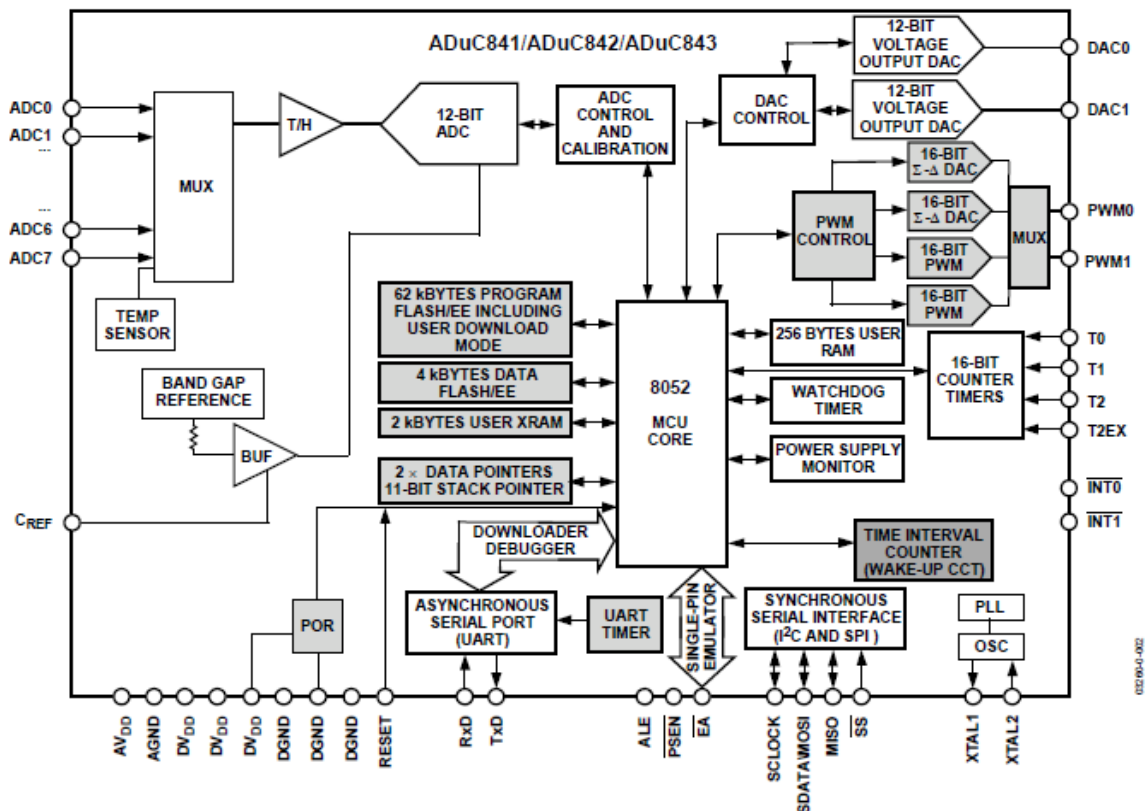 ADuC841/ADuC842/ADuC843
ADC0
ADC1
...
...
ADC6
ADC7
MUX
TEMP
SENSOR
T/H
12-BIT
ADC
ADC
CONTROL
AND
CALIBRATION
DAC
CONTROL
12-BIT
VOLTAGE
OUTPUT DAC
DAC0
12-BIT
VOLTAGE
OUTPUT DAC
DAC1
PWM
CONTROL
16-BIT
Σ-Δ DAC
16-BIT
Σ-Δ DAC
16-BIT
PWM
16-BIT
PWM
MUX
PWM0
PWM1
BAND GAP
REFERENCE
BUF
CREF
62 kBYTES PROGRAM
FLASH/EE INCLUDING
USER DOWNLOAD
MODE
4 kBYTES DATA
FLASH/EE
2 kBYTES USER XRAM
2 × DATA POINTERS
11-BIT STACK POINTER
8052
MCU
CORE
256 BYTES USER
RAM
WATCHDOG
TIMER
POWER SUPPLY
MONITOR
16-BIT
COUNTER
TIMERS
T0
T1
T2
T2EX
INT0
INT1
TIME INTERVAL
COUNTER
(WAKE-UP CCT)
DOWNLOADER
DEBUGGER
POR
ASYNCHRONOUS
SERIAL PORT
(UART)
UART
TIMER
SINGLE-PIN
EMULATOR
SYNCHRONOUS
SERIAL INTERFACE
(I²C AND SPI )
PLL
OSC
AVDD
AGND
DVDD
DVDD
DVDD
DGND
DGND
DGND
RESET
RxD
TxD
ALE
PSEN
EA
SCLOCK
SDATA\MOSI
MISO
SS
XTAL1
XTAL2
03260-0-002